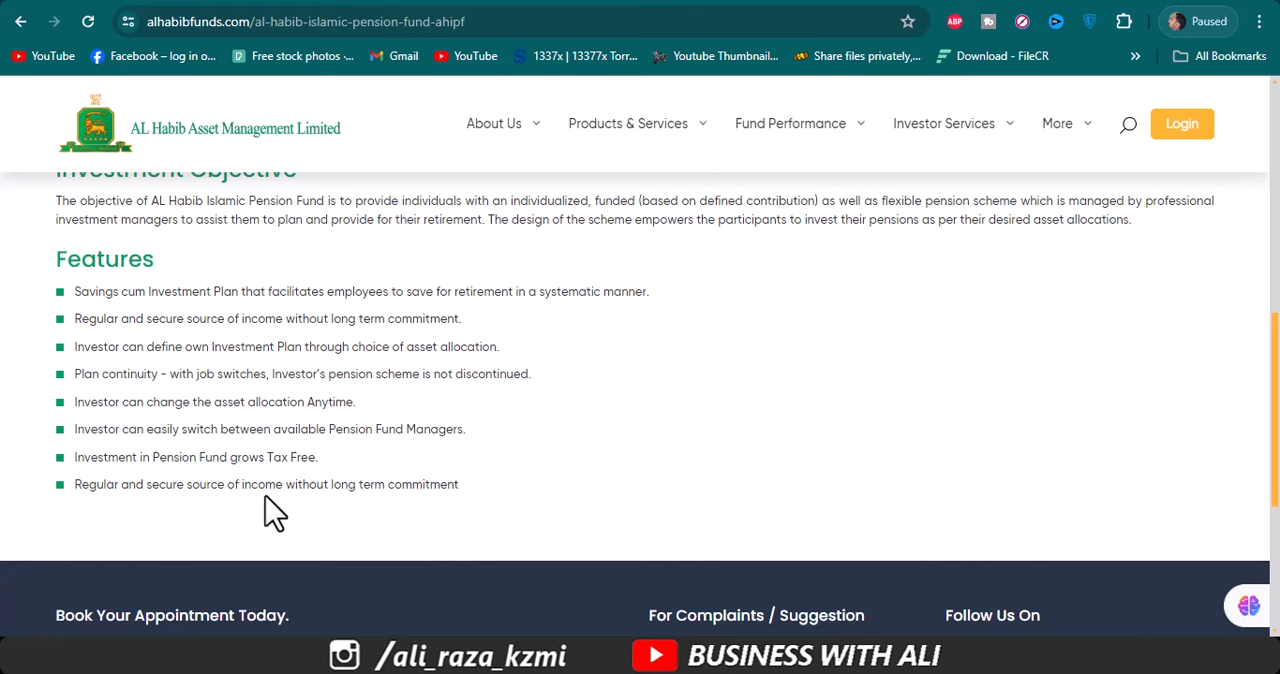 alhabibfunds.com/al-habib-islamic-pension-fund-ahipf
ABP
Paused
YouTube
Facebook – log in o...
Free stock photos -...
Gmail
YouTube
1337x | 13377x Torr...
Youtube Thumbnail...
Share files privately,...
Download - FileCR
»
All Bookmarks
AL Habib Asset Management Limited
About Us
Products & Services
Fund Performance
Investor Services
More
Login
Investment Objective
The objective of AL Habib Islamic Pension Fund is to provide individuals with an individualized, funded (based on defined contribution) as well as flexible pension scheme which is managed by professional
investment managers to assist them to plan and provide for their retirement. The design of the scheme empowers the participants to invest their pensions as per their desired asset allocations.
Features
Savings cum Investment Plan that facilitates employees to save for retirement in a systematic manner.
Regular and secure source of income without long term commitment.
Investor can define own Investment Plan through choice of asset allocation.
Plan continuity - with job switches, Investor's pension scheme is not discontinued.
Investor can change the asset allocation Anytime.
Investor can easily switch between available Pension Fund Managers.
Investment in Pension Fund grows Tax Free.
Regular and secure source of income without long term commitment
Book Your Appointment Today.
For Complaints / Suggestion
Follow Us On
/ali_raza_kzmi
BUSINESS WITH ALI